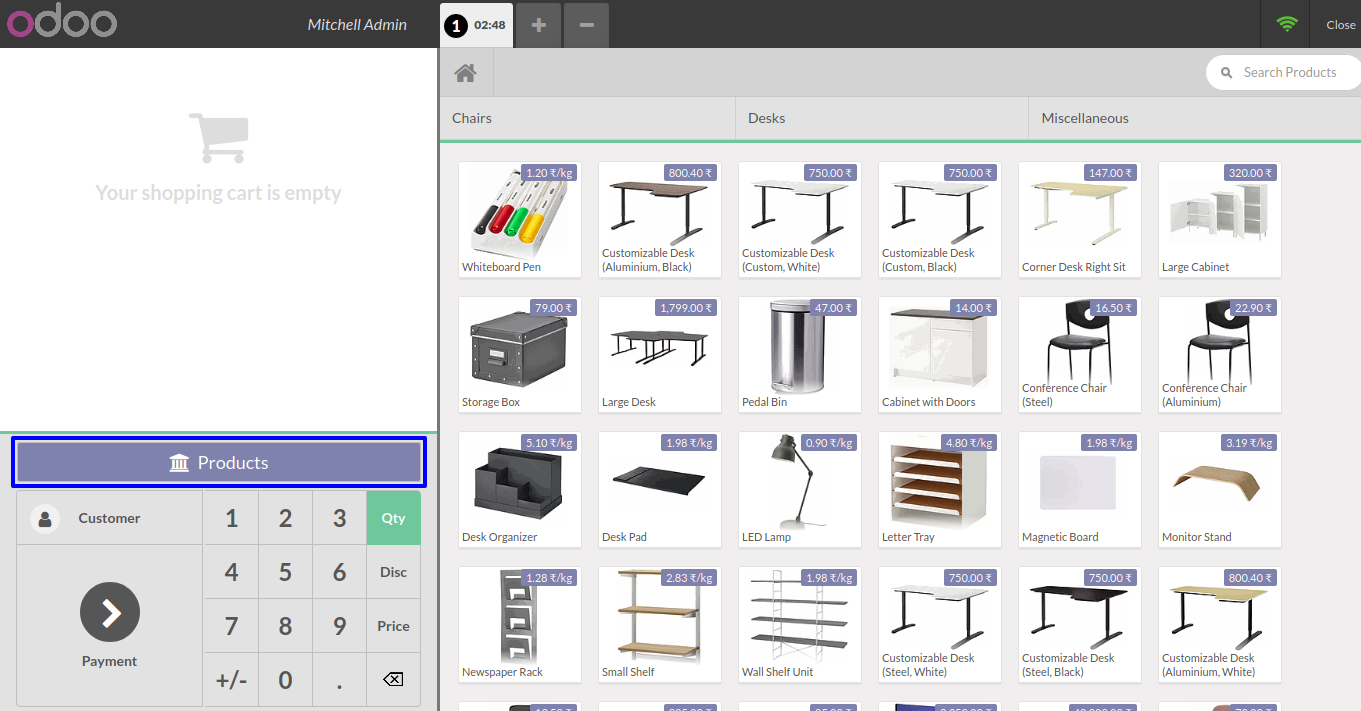 odoo
Mitchell Admin
1 02:48
Close
Search Products
Chairs
Desks
Miscellaneous
Your shopping cart is empty
1.20 ₹/kg
Whiteboard Pen
800.40 ₹
Customizable Desk
(Aluminium, Black)
750.00 ₹
Customizable Desk
(Custom, White)
750.00 ₹
Customizable Desk
(Custom, Black)
147.00 ₹
Corner Desk Right Sit
320.00 ₹
Large Cabinet
79.00 ₹
Storage Box
1,799.00 ₹
Large Desk
47.00 ₹
Pedal Bin
14.00 ₹
Cabinet with Doors
16.50 ₹
Conference Chair
(Steel)
22.90 ₹
Conference Chair
(Aluminium)
5.10 ₹/kg
Desk Organizer
1.98 ₹/kg
Desk Pad
0.90 ₹/kg
LED Lamp
4.80 ₹/kg
Letter Tray
1.98 ₹/kg
Magnetic Board
3.19 ₹/kg
Monitor Stand
1.28 ₹/kg
Newspaper Rack
2.83 ₹/kg
Small Shelf
1.98 ₹/kg
Wall Shelf Unit
750.00 ₹
Customizable Desk
(Steel, White)
750.00 ₹
Customizable Desk
(Steel, Black)
800.40 ₹
Customizable Desk
(Aluminium, White)
Products
Customer
1 2 3 Qty
4 5 6 Disc
7 8 9 Price
+/- 0 .
Payment